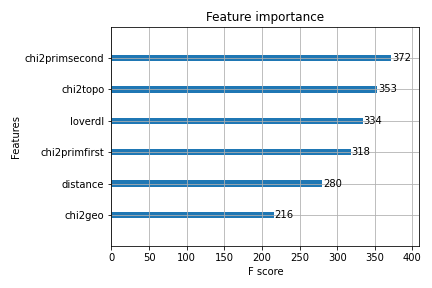 Feature importance
Features
chi2primsecond 372
chi2topo 353
loverdl 334
chi2primfirst 318
distance 280
chi2geo 216
0 50 100 150 200 250 300 350 400
F score